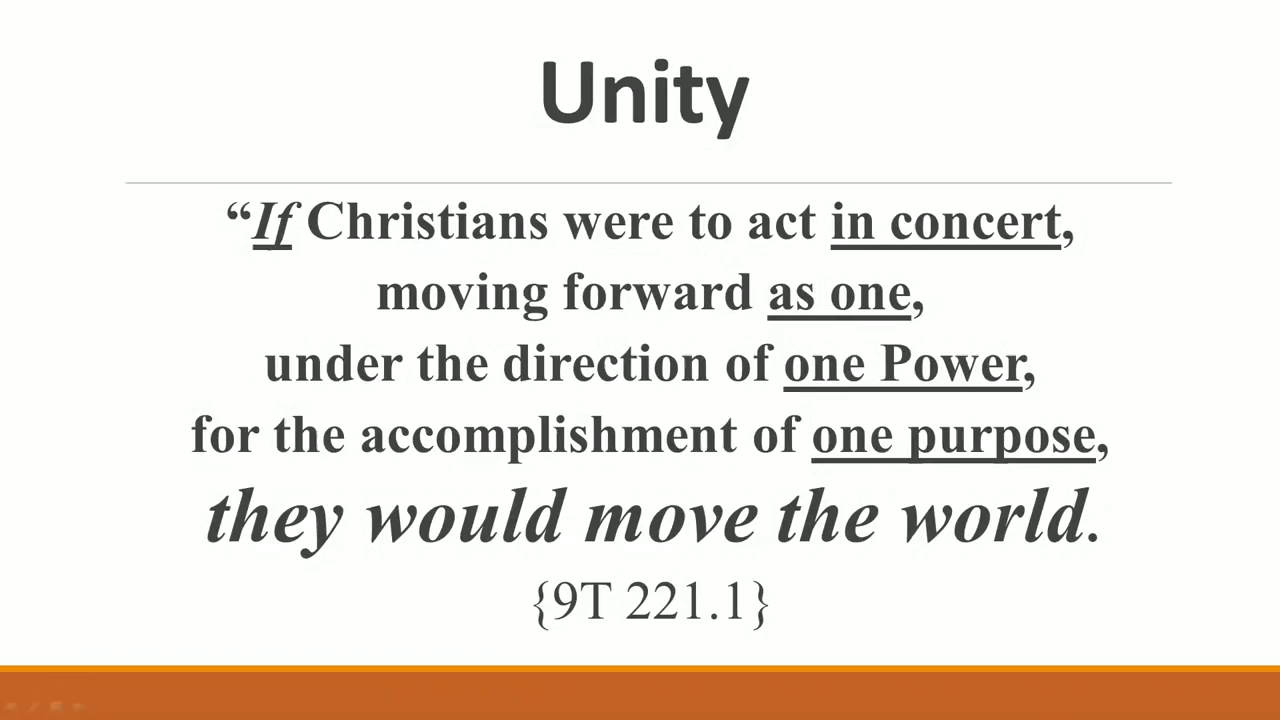 Unity
“If Christians were to act in concert,
moving forward as one,
under the direction of one Power,
for the accomplishment of one purpose,
they would move the world.
{9T 221.1}